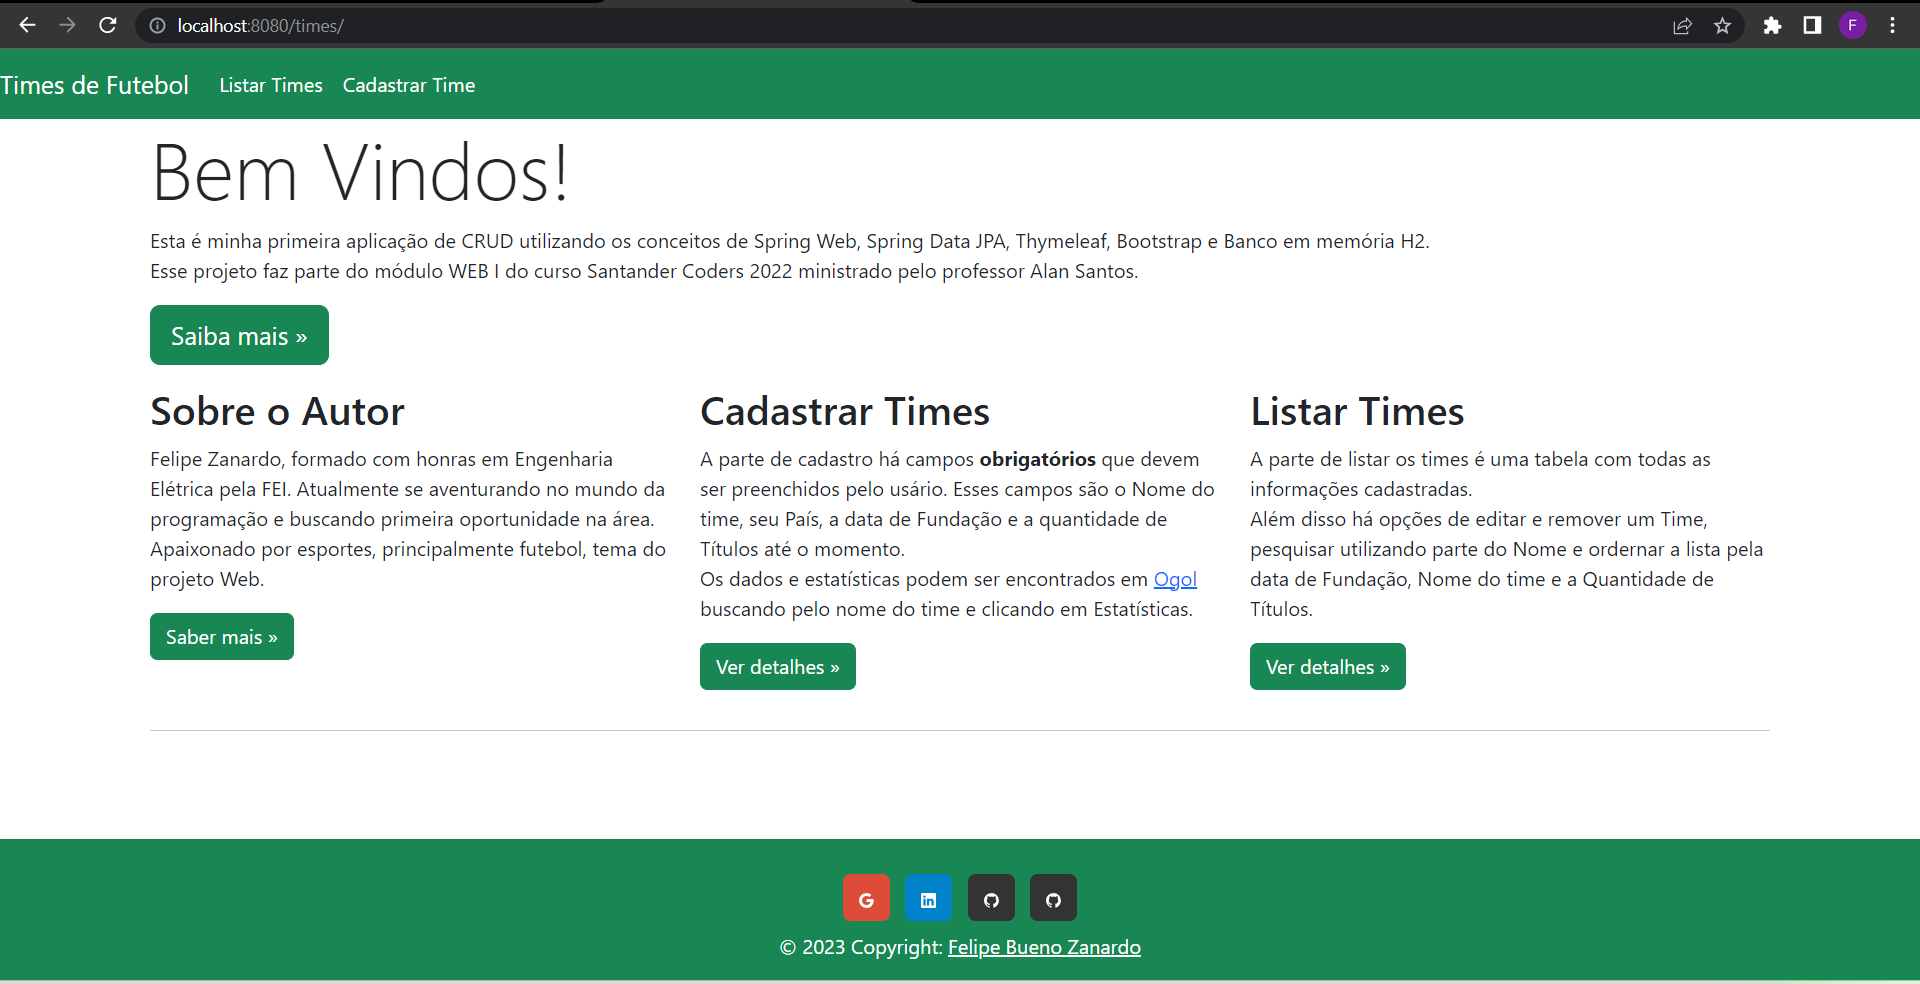 localhost:8080/times/
F
Times de Futebol Listar Times Cadastrar Time
Bem Vindos!
Esta é minha primeira aplicação de CRUD utilizando os conceitos de Spring Web, Spring Data JPA, Thymeleaf, Bootstrap e Banco em memória H2.
Esse projeto faz parte do módulo WEB I do curso Santander Coders 2022 ministrado pelo professor Alan Santos.
Saiba mais »
Sobre o Autor
Felipe Zanardo, formado com honras em Engenharia
Elétrica pela FEI. Atualmente se aventurando no mundo da
programação e buscando primeira oportunidade na área.
Apaixonado por esportes, principalmente futebol, tema do
projeto Web.
Saber mais »
Cadastrar Times
A parte de cadastro há campos obrigatórios que devem
ser preenchidos pelo usário. Esses campos são o Nome do
time, seu País, a data de Fundação e a quantidade de
Títulos até o momento.
Os dados e estatísticas podem ser encontrados em Ogol
buscando pelo nome do time e clicando em Estatísticas.
Ver detalhes »
Listar Times
A parte de listar os times é uma tabela com todas as
informações cadastradas.
Além disso há opções de editar e remover um Time,
pesquisar utilizando parte do Nome e ordernar a lista pela
data de Fundação, Nome do time e a Quantidade de
Títulos.
Ver detalhes »
G in
© 2023 Copyright: Felipe Bueno Zanardo